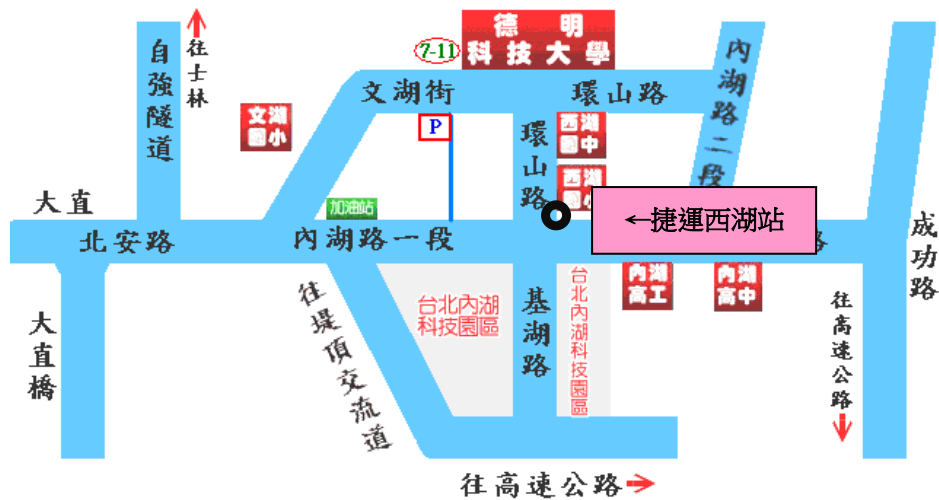 德明
科技大學
7-11
往士林
自強隧道
文湖街
環山路
內湖路二段
文湖
國小
P
環山路
西湖
國中
西湖
國小
大直
北安路
加油站
內湖路一段
←捷運西湖站
路
成功路
內湖
高工
內湖
高中
大直橋
往堤頂交流道
台北內湖
科技園區
基湖路
台北內湖科技園區
往高速公路
往高速公路